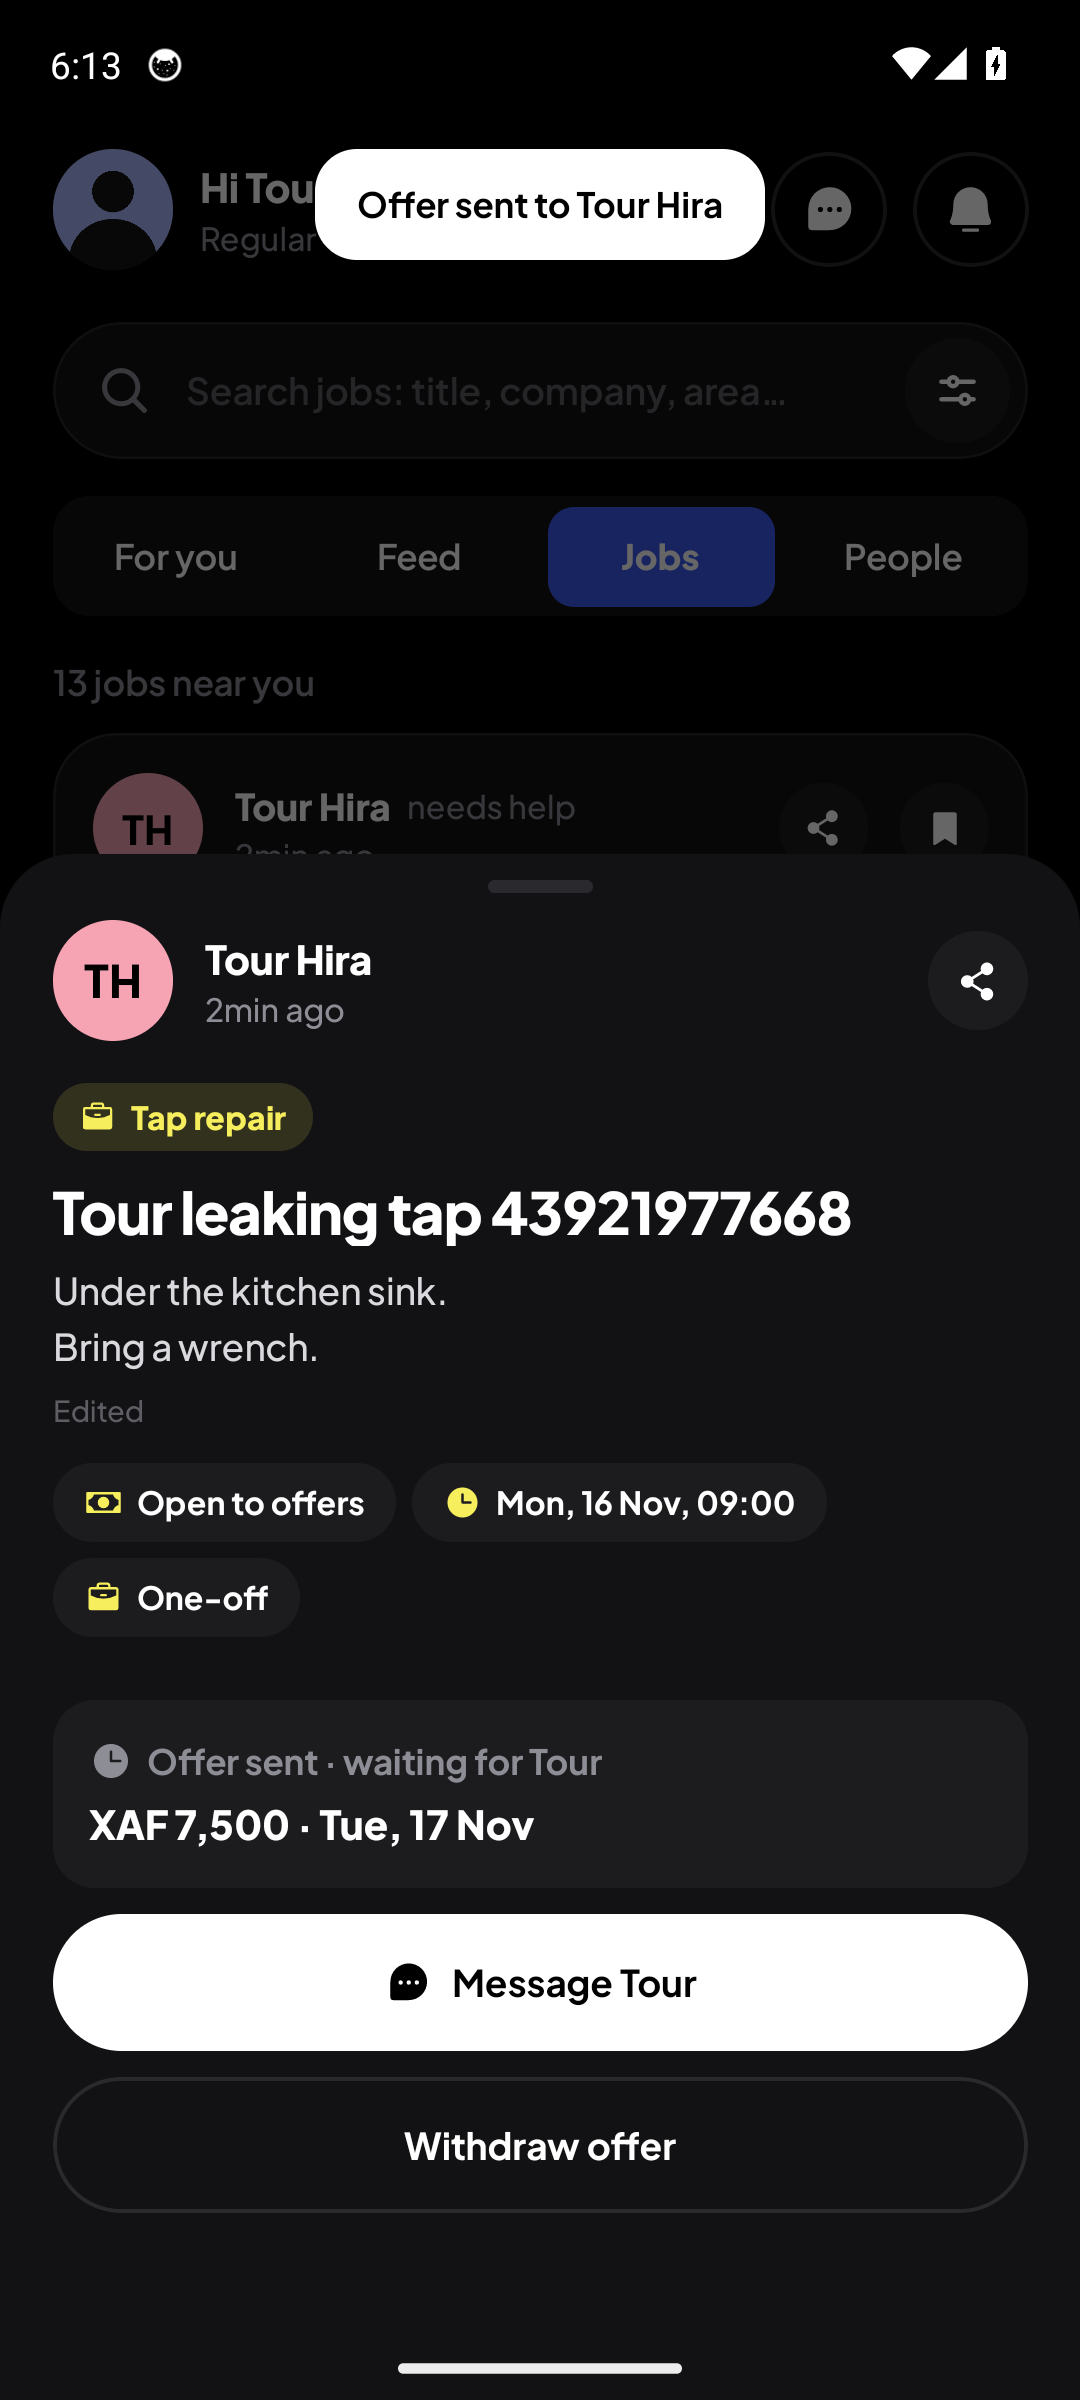 6:13
Hi Tou
Regular
Offer sent to Tour Hira
Search jobs: title, company, area...
For you
Feed
Jobs
People
13 jobs near you
TH
Tour Hira needs help
2min ago
TH
Tour Hira
2min ago
Tap repair
Tour leaking tap 43921977668
Under the kitchen sink.
Bring a wrench.
Edited
Open to offers
Mon, 16 Nov, 09:00
One-off
Offer sent · waiting for Tour
XAF 7,500 · Tue, 17 Nov
Message Tour
Withdraw offer